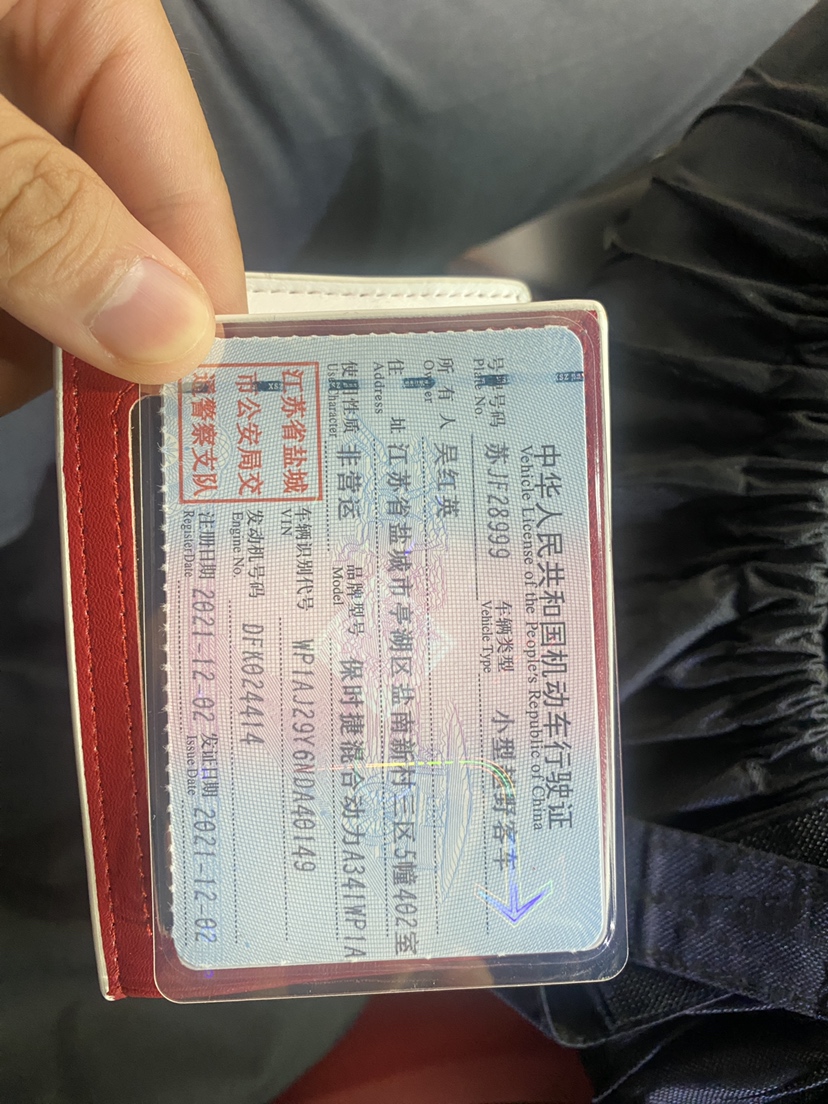 中华人民共和国机动车行驶证
Vehicle License of the People's Republic of China
号牌号码 苏JF28999 车辆类型 小型越野客车
Plate No. Vehicle Type
所有人 吴红英
Owner
住址 江苏省盐城市亭湖区盐南新村三区5幢402室
Address
使用性质 非营运 品牌型号 保时捷混合动力A341WP1A
Use Character Model
江苏省盐城
市公安局交
通警察支队
车辆识别代号 WP1AJ29Y6NDA40149
VIN
发动机号码 DFK024414
Engine No.
注册日期 2021-12-02 发证日期 2021-12-02
Register Date Issue Date